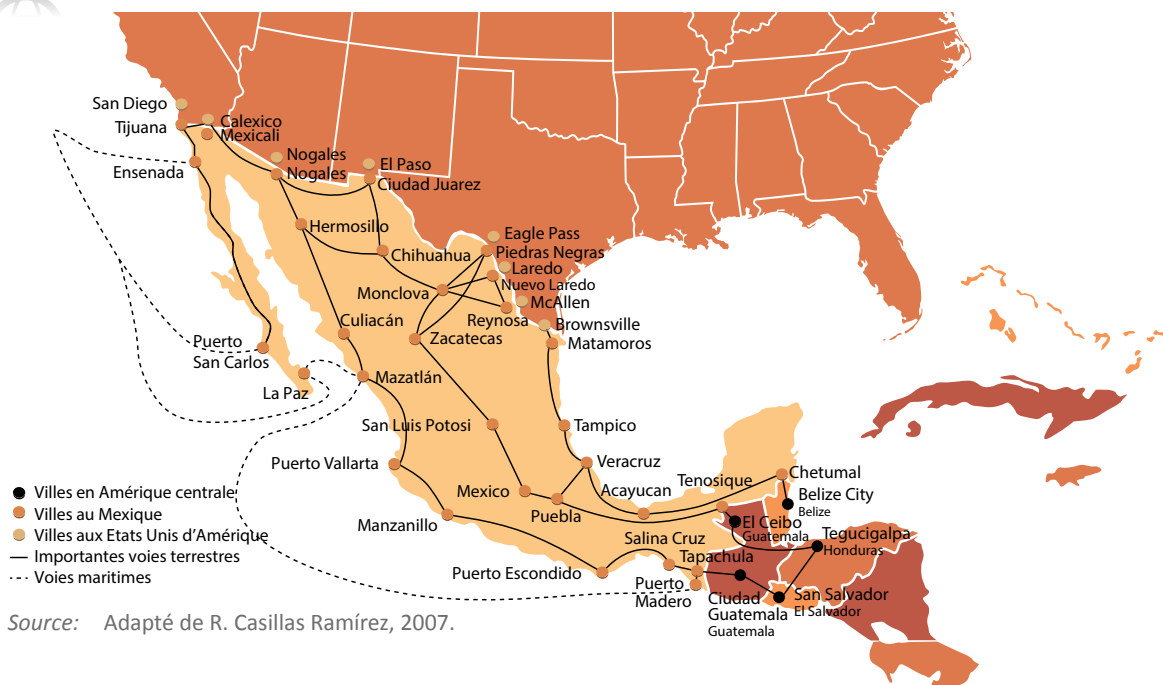 San Diego
Tijuana
Calexico
Mexicali
Ensenada
Nogales
Nogales
El Paso
Ciudad Juarez
Hermosillo
Chihuahua
Eagle Pass
Piedras Negras
Laredo
Nuevo Laredo
McAllen
Monclova
Reynosa
Brownsville
Matamoros
Culiacán
Zacatecas
Puerto
San Carlos
La Paz
Mazatlán
San Luis Potosi
Tampico
Puerto Vallarta
Veracruz
Mexico
Puebla
Acayucan
Tenosique
Chetumal
Belize City
Belize
Manzanillo
El Ceibo
Guatemala
Tegucigalpa
Honduras
Salina Cruz
Tapachula
Puerto Escondido
Puerto
Madero
Ciudad
Guatemala
Guatemala
San Salvador
El Salvador
Villes en Amérique centrale
Villes au Mexique
Villes aux Etats Unis d’Amérique
Importantes voies terrestres
Voies maritimes
Source: Adapté de R. Casillas Ramírez, 2007.